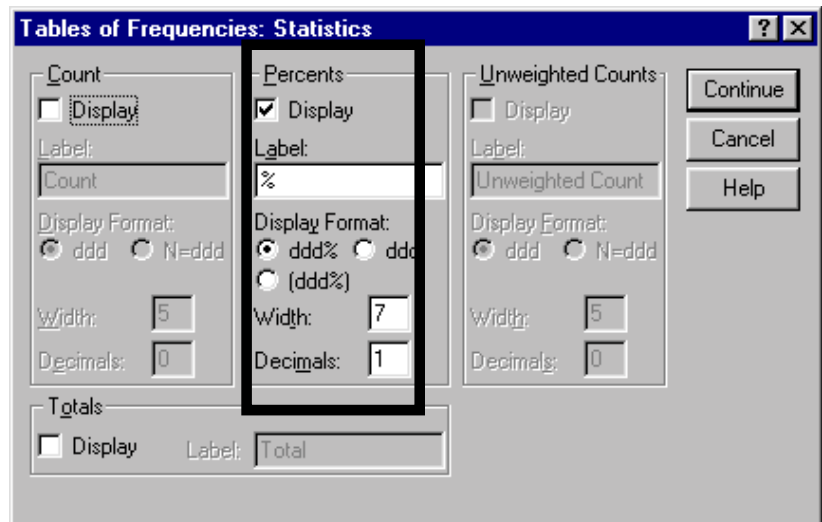 Tables of Frequencies: Statistics
Count
Display
Label:
Count
Display Format:
ddd N=ddd
Width: 5
Decimals: 0
Percents
Display
Label:
%
Display Format:
ddd% ddd
(ddd%)
Width: 7
Decimals: 1
Unweighted Counts
Display
Label:
Unweighted Count
Display Format:
ddd N=ddd
Width: 5
Decimals: 0
Totals
Display Label: Total
Continue
Cancel
Help